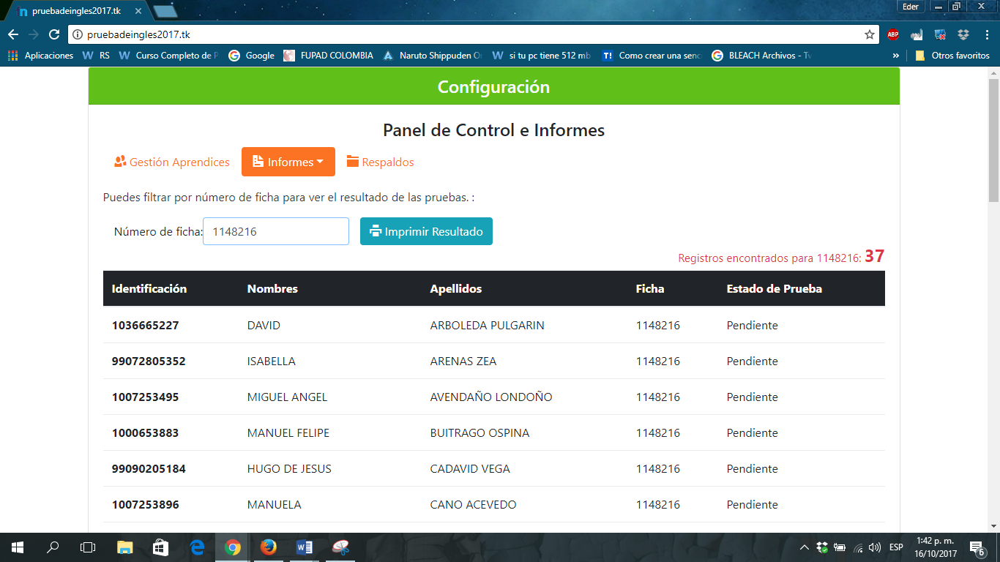 pruebadeingles2017.tk
Eder
pruebadeingles2017.tk
ABP
Aplicaciones RS Curso Completo de P Google FUPAD COLOMBIA Naruto Shippuden O si tu pc tiene 512 mb T! Como crear una senc BLEACH Archivos - Tv » Otros favoritos
Configuración
Panel de Control e Informes
Gestión Aprendices Informes Respaldos
Puedes filtrar por número de ficha para ver el resultado de las pruebas. :
Número de ficha: 1148216 Imprimir Resultado
Registros encontrados para 1148216: 37
Identificación Nombres Apellidos Ficha Estado de Prueba
1036665227 DAVID ARBOLEDA PULGARIN 1148216 Pendiente
99072805352 ISABELLA ARENAS ZEA 1148216 Pendiente
1007253495 MIGUEL ANGEL AVENDAÑO LONDOÑO 1148216 Pendiente
1000653883 MANUEL FELIPE BUITRAGO OSPINA 1148216 Pendiente
99090205184 HUGO DE JESUS CADAVID VEGA 1148216 Pendiente
1007253896 MANUELA CANO ACEVEDO 1148216 Pendiente
ESP 1:42 p. m.
16/10/2017 6